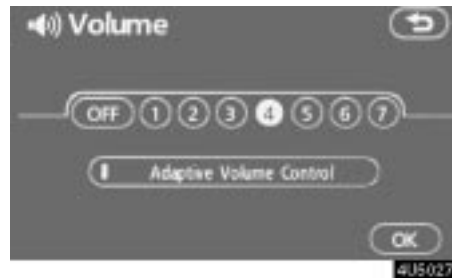 Volume
OFF 1 2 3 4 5 6 7
Adaptive Volume Control
OK
4U5027